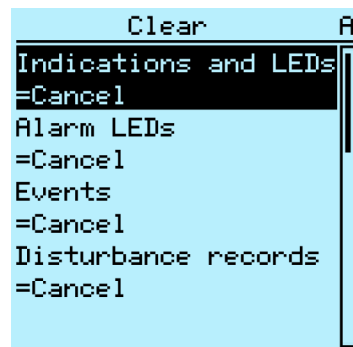 Clear A
Indications and LEDs
=Cancel
Alarm LEDs
=Cancel
Events
=Cancel
Disturbance records
=Cancel